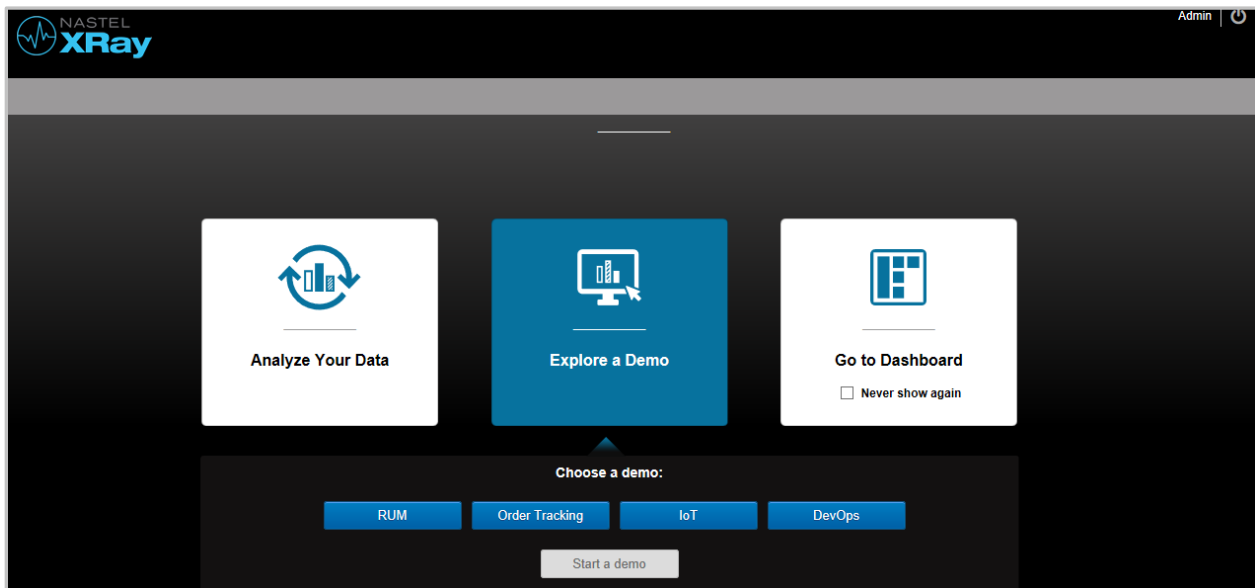 NASTEL
XRay
Admin
Analyze Your Data
Explore a Demo
Go to Dashboard
Never show again
Choose a demo:
RUM
Order Tracking
IoT
DevOps
Start a demo